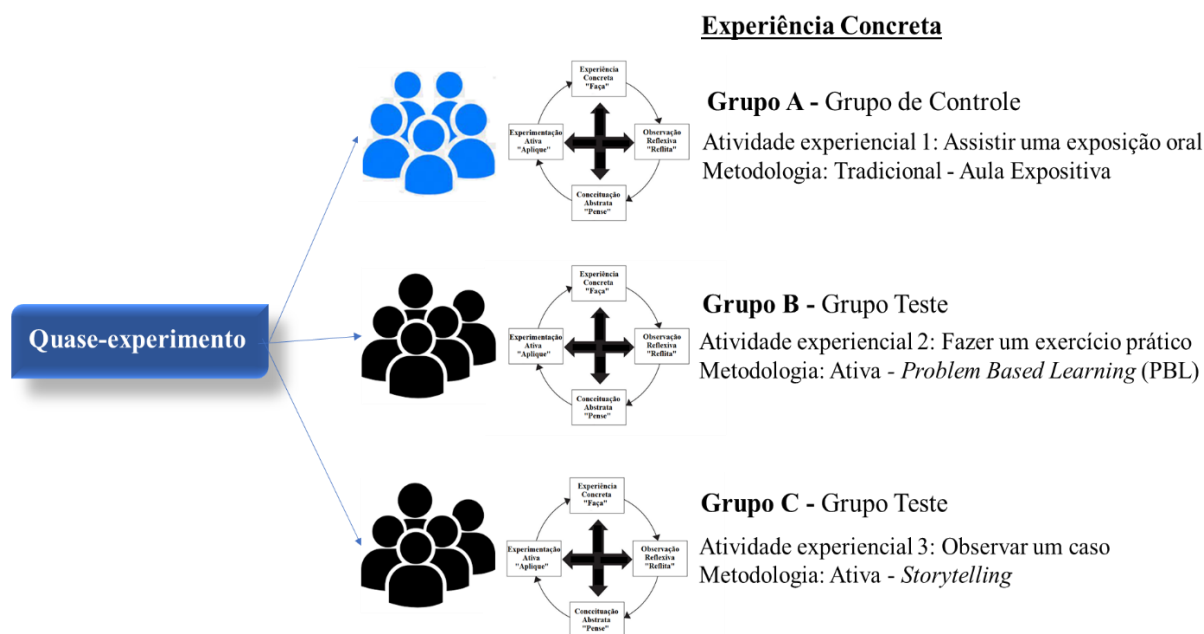 Experiência Concreta
Quase-experimento
Experiência
Concreta
"Faça"
Experimentação
Ativa
"Aplique"
Observação
Reflexiva
"Reflita"
Conceituação
Abstrata
"Pense"
Grupo A - Grupo de Controle
Atividade experiencial 1: Assistir uma exposição oral
Metodologia: Tradicional - Aula Expositiva
Experiência
Concreta
"Faça"
Experimentação
Ativa
"Aplique"
Observação
Reflexiva
"Reflita"
Conceituação
Abstrata
"Pense"
Grupo B - Grupo Teste
Atividade experiencial 2: Fazer um exercício prático
Metodologia: Ativa - Problem Based Learning (PBL)
Experiência
Concreta
"Faça"
Experimentação
Ativa
"Aplique"
Observação
Reflexiva
"Reflita"
Conceituação
Abstrata
"Pense"
Grupo C - Grupo Teste
Atividade experiencial 3: Observar um caso
Metodologia: Ativa - Storytelling